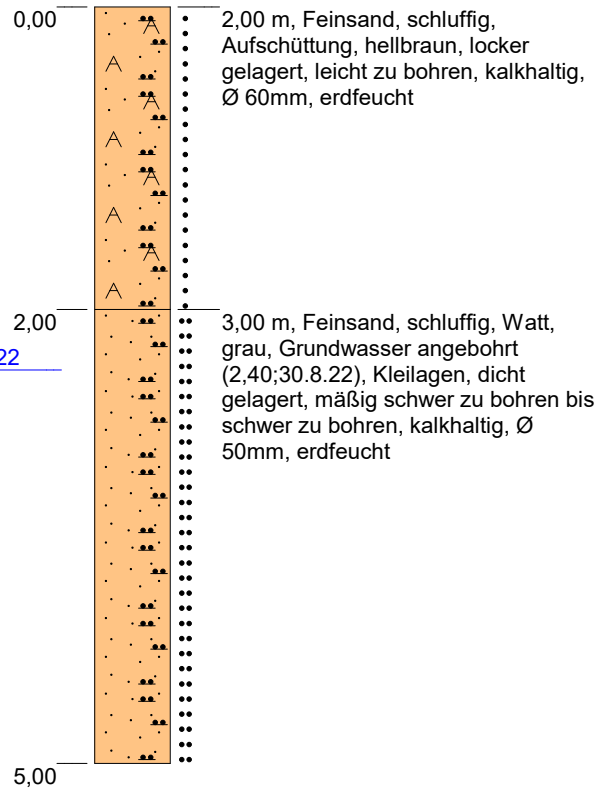 0,00
2,00 m, Feinsand, schluffig,
Aufschüttung, hellbraun, locker
gelagert, leicht zu bohren, kalkhaltig,
Ø 60mm, erdfeucht
2,00
22
3,00 m, Feinsand, schluffig, Watt,
grau, Grundwasser angebohrt
(2,40;30.8.22), Kleilagen, dicht
gelagert, mäßig schwer zu bohren bis
schwer zu bohren, kalkhaltig, Ø
50mm, erdfeucht
5,00